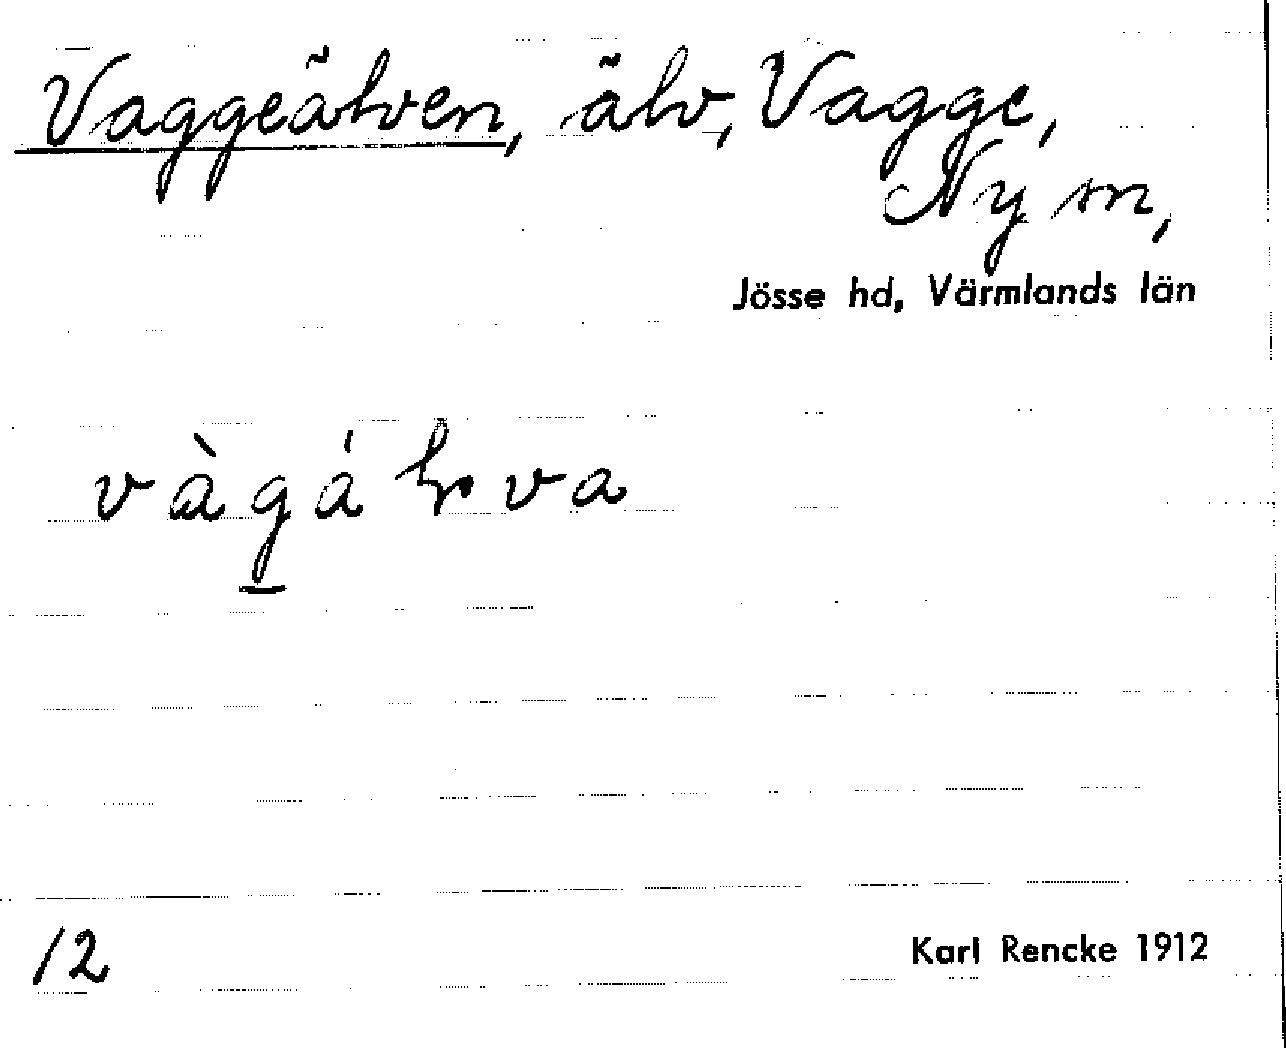 Vaggeälven, älv, Vagge,
Ny sn,
Jösse hd, Värmlands län
vàgálva
12
Karl Rencke 1912